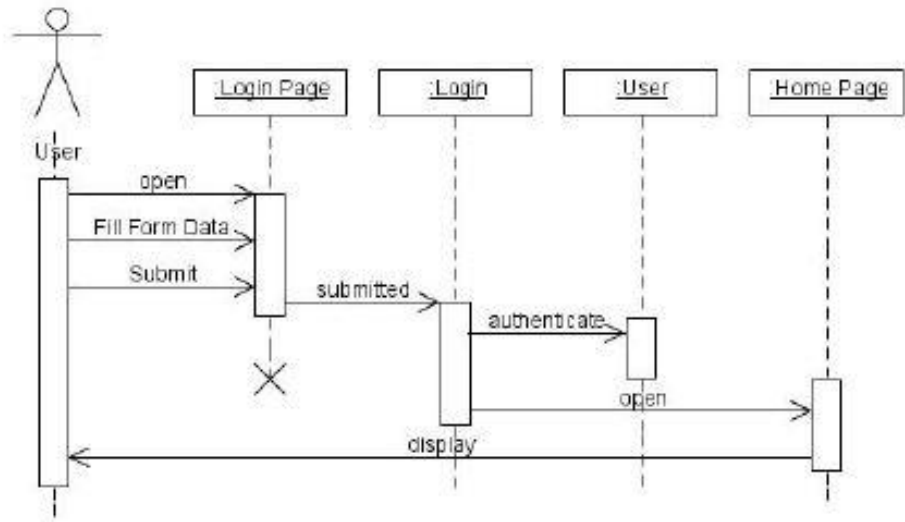 :Login Page
:Login
:User
:Home Page
User
open
Fill Form Data
Submit
submitted
authenticate
open
display